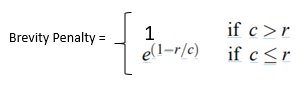 Brevity Penalty = { 1 if c > r
e^(1-r/c) if c ≤ r